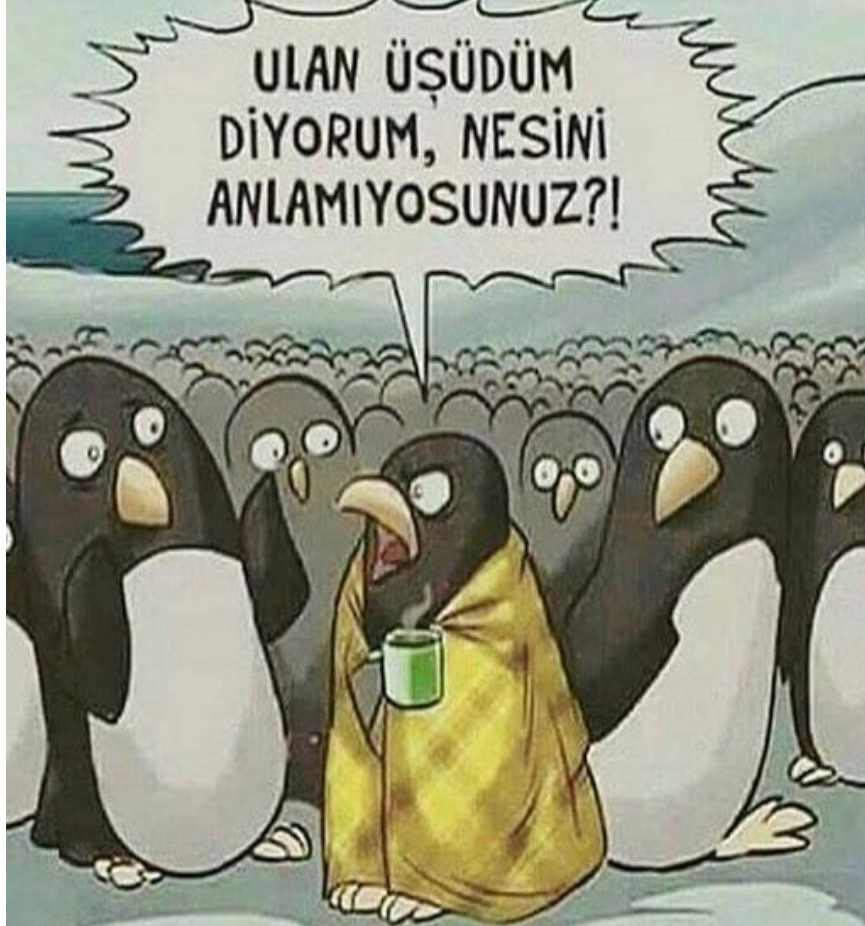 ULAN ÜŞÜDÜM
DİYORUM, NESİNİ
ANLAMIYOSUNUZ?!